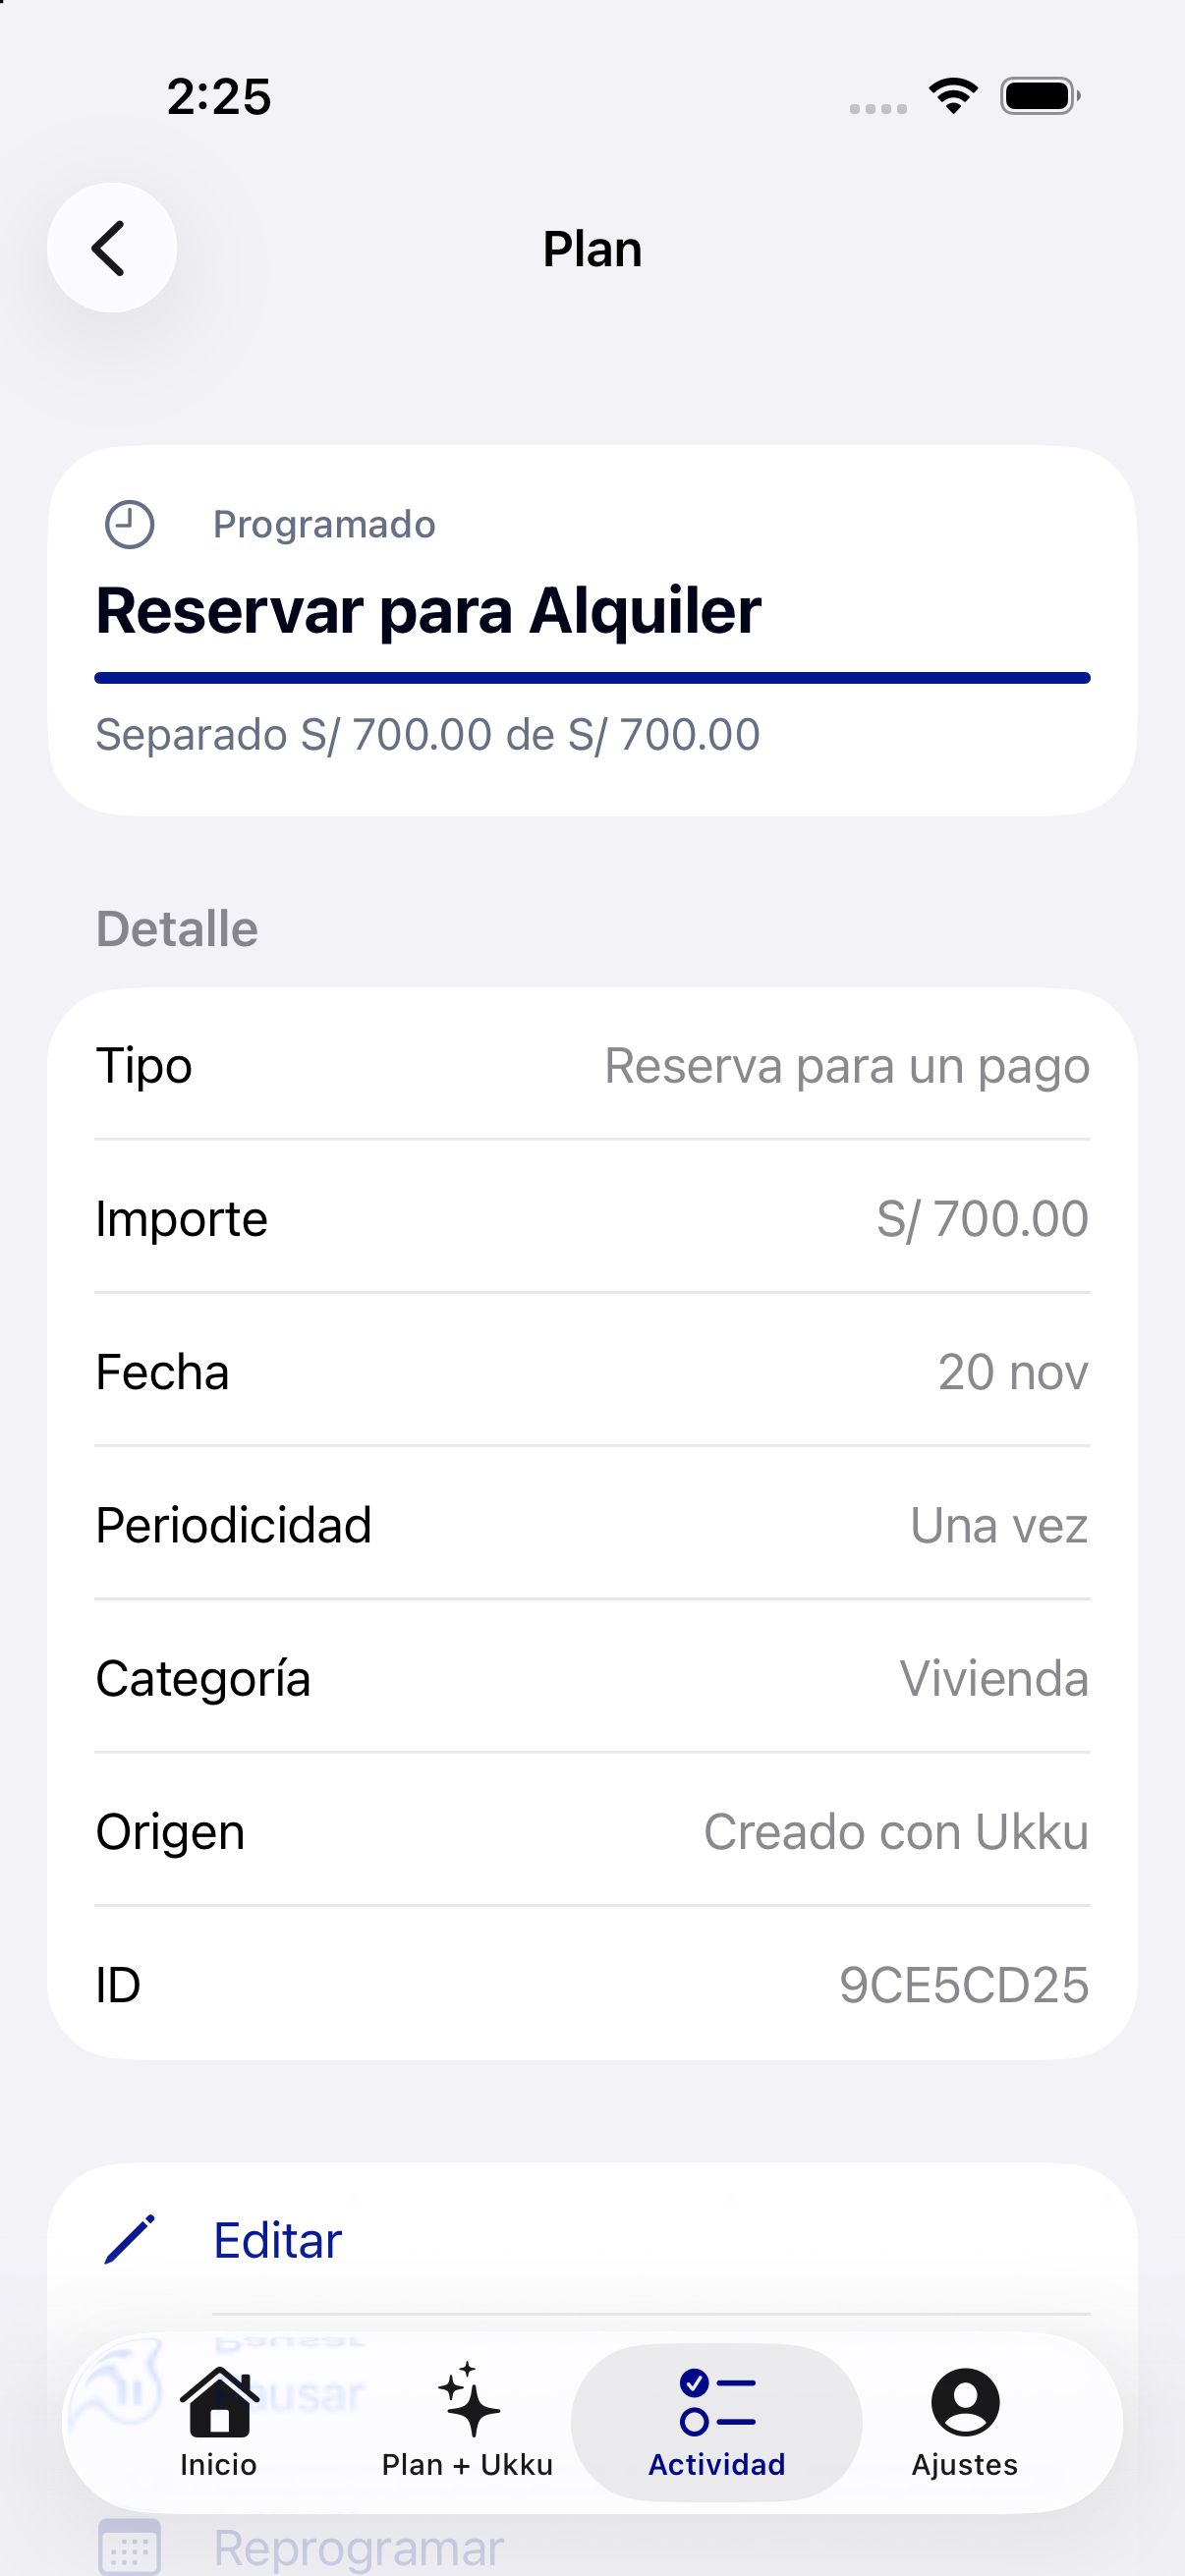 2:25
Plan
Programado
Reservar para Alquiler
Separado S/ 700.00 de S/ 700.00
Detalle
Tipo Reserva para un pago
Importe S/ 700.00
Fecha 20 nov
Periodicidad Una vez
Categoría Vivienda
Origen Creado con Ukku
ID 9CE5CD25
Editar
Pausar
Inicio Plan + Ukku Actividad Ajustes
Reprogramar